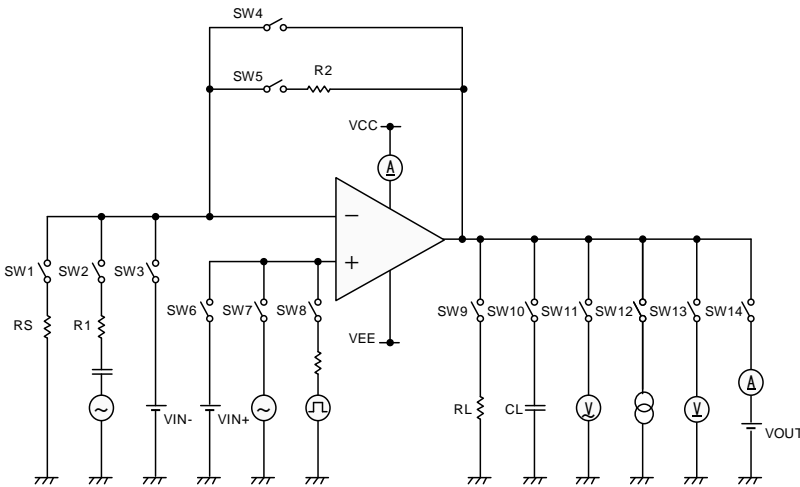 SW4
SW5
R2
VCC
A
−
+
SW1
SW2
SW3
RS
R1
SW6
SW7
SW8
VEE
SW9
SW10
SW11
SW12
SW13
SW14
VIN-
VIN+
RL
CL
V
V
A
VOUT